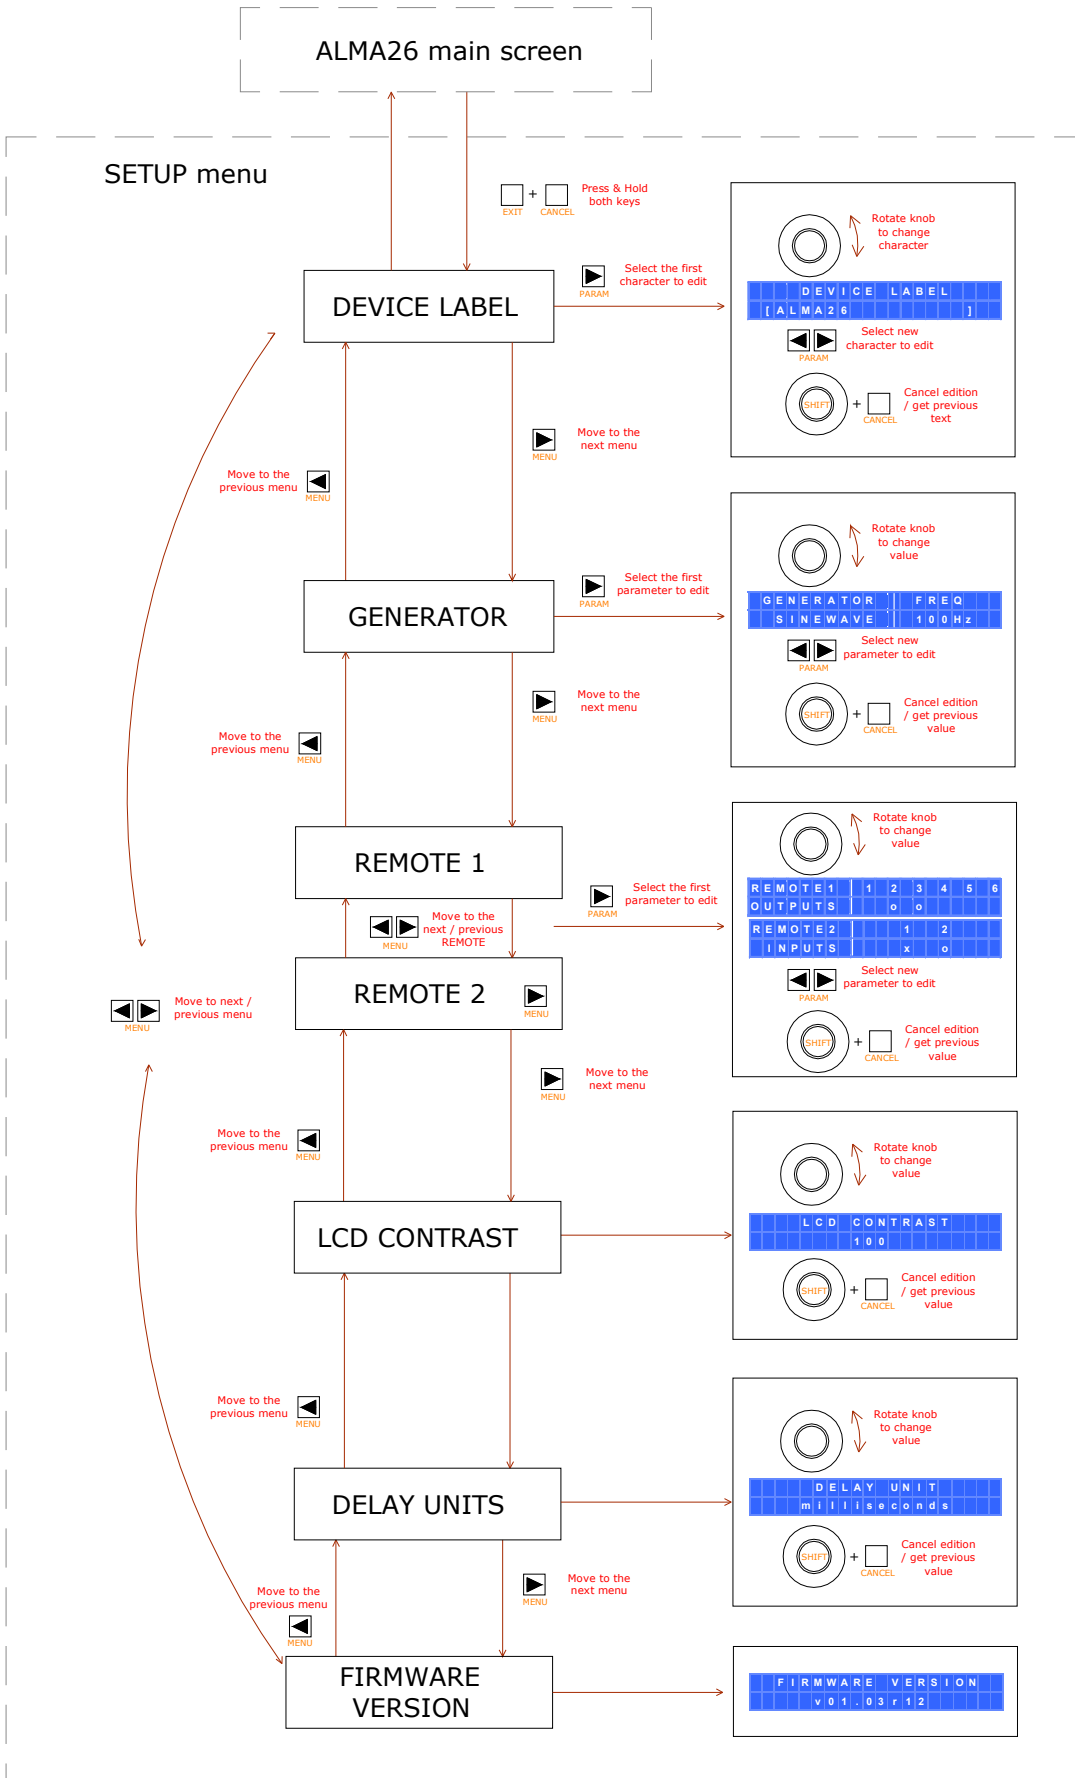 ALMA26 main screen
SETUP menu
+
Press & Hold
both keys
EXIT CANCEL
DEVICE LABEL
Select the first
character to edit
PARAM
Rotate knob
to change
character
DEVICE LABEL
[ALMA26 ]
Select new
character to edit
PARAM
SHIFT
+
CANCEL
Cancel edition
/ get previous
text
Move to the
next menu
MENU
Move to the
previous menu
MENU
GENERATOR
Select the first
parameter to edit
PARAM
Rotate knob
to change
value
GENERATOR FREQ
SINEWAVE 100Hz
Select new
parameter to edit
PARAM
SHIFT
+
CANCEL
Cancel edition
/ get previous
value
Move to the
next menu
MENU
Move to the
previous menu
MENU
REMOTE 1
Move to the
next / previous
REMOTE
MENU
Select the first
parameter to edit
PARAM
REMOTE 2
MENU
Rotate knob
to change
value
REMOTE1 1 2 3 4 5 6
OUTPUTS o o
REMOTE2 1 2
INPUTS x o
Select new
parameter to edit
PARAM
SHIFT
+
CANCEL
Cancel edition
/ get previous
value
Move to next /
previous menu
MENU
Move to the
next menu
MENU
Move to the
previous menu
MENU
LCD CONTRAST
Rotate knob
to change
value
LCD CONTRAST
100
SHIFT
+
CANCEL
Cancel edition
/ get previous
value
Move to the
previous menu
MENU
DELAY UNITS
Rotate knob
to change
value
DELAY UNIT
milliseconds
SHIFT
+
CANCEL
Cancel edition
/ get previous
value
Move to the
next menu
MENU
Move to the
previous menu
MENU
FIRMWARE
VERSION
FIRMWARE VERSION
v01.03r12